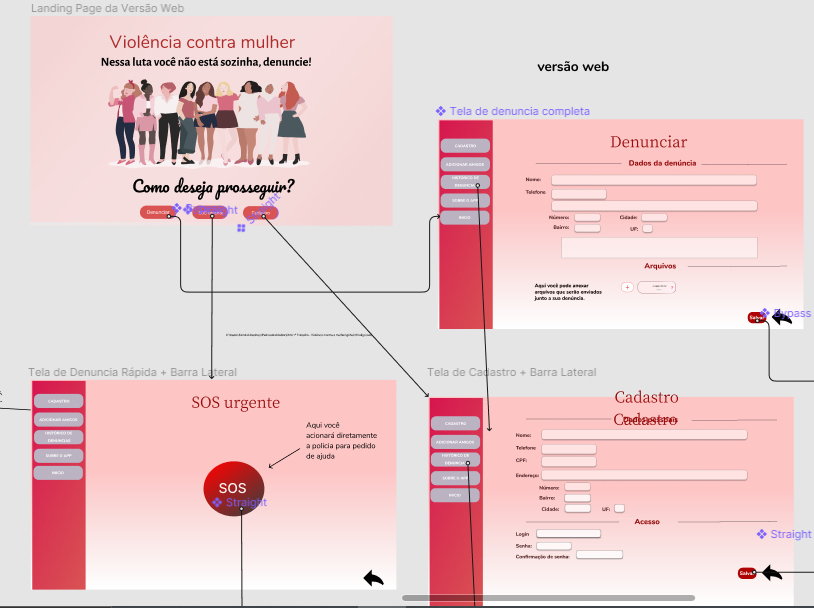 Landing Page da Versão Web
Violência contra mulher
Nessa luta você não está sozinha, denuncie!
Como deseja prosseguir?
Denunciar
Straight
Straight
versão web
Tela de denuncia completa
CADASTRO
ADICIONAR AMIGOS
HISTÓRICO DE
DENUNCIAS
SOBRE O APP
INICIO
Denunciar
Dados da denúncia
Nome:
Telefone
Número:
Cidade:
Bairro:
UF:
Arquivos
Aqui você pode anexar
arquivos que serão enviados
junto a sua denúncia.
+
Salvar
Bypass
Tela de Denuncia Rápida + Barra Lateral
CADASTRO
ADICIONAR AMIGOS
HISTÓRICO DE
DENUNCIAS
SOBRE O APP
INICIO
SOS urgente
Aqui você
acionará diretamente
a policia para pedido
de ajuda
SOS
Straight
Tela de Cadastro + Barra Lateral
CADASTRO
ADICIONAR AMIGOS
HISTÓRICO DE
DENUNCIAS
SOBRE O APP
INICIO
Cadastro
Cadastro
Nome:
Telefone
CPF:
Endereço:
Número:
Bairro:
Cidade:
UF:
Acesso
Login
Senha:
Confirmação de senha:
Straight
Salvar